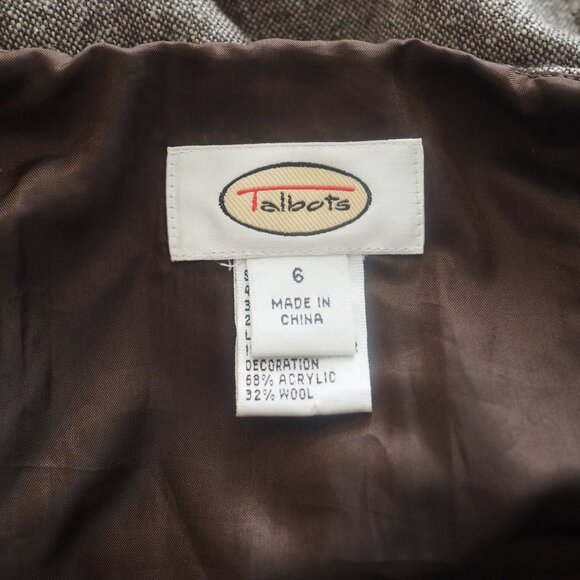 Talbots
6
MADE IN
CHINA
DECORATION
68% ACRYLIC
32% WOOL